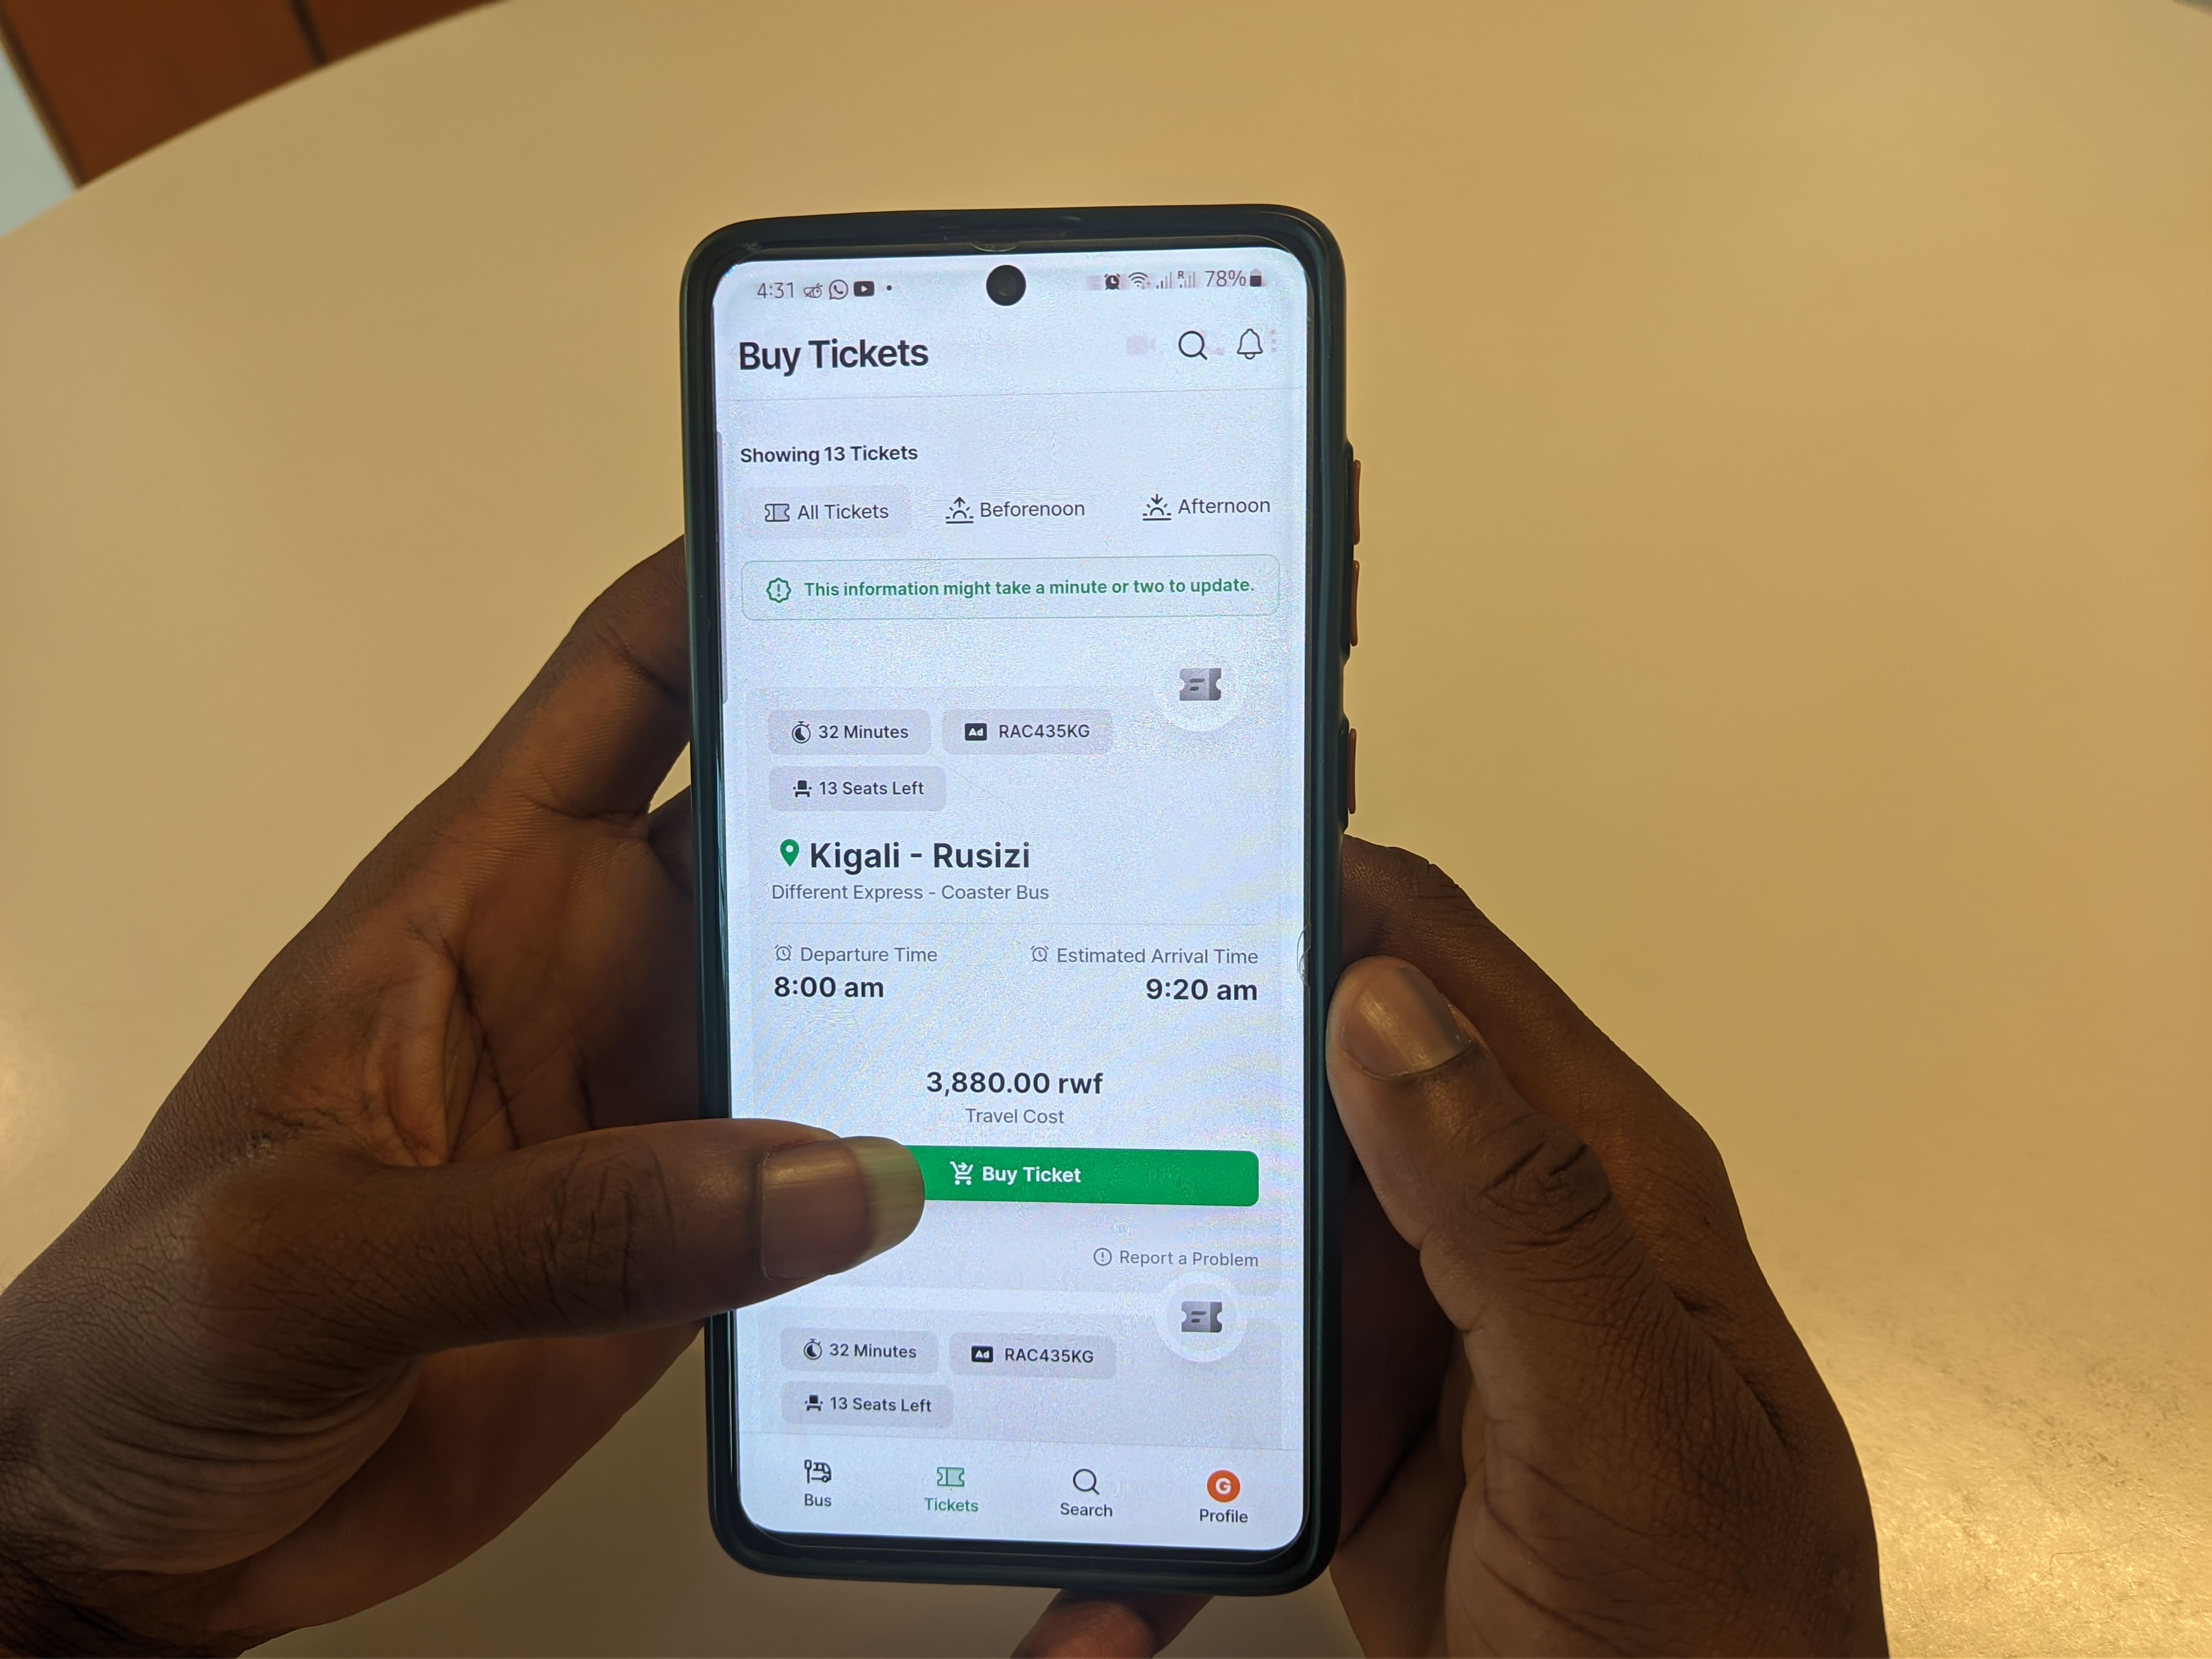 4:31 78%
Buy Tickets
Showing 13 Tickets
All Tickets Beforenoon Afternoon
This information might take a minute or two to update.
32 Minutes Ad RAC435KG
13 Seats Left
Kigali - Rusizi
Different Express - Coaster Bus
Departure Time Estimated Arrival Time
8:00 am 9:20 am
3,880.00 rwf
Travel Cost
Buy Ticket
Report a Problem
32 Minutes Ad RAC435KG
13 Seats Left
Bus Tickets Search G Profile